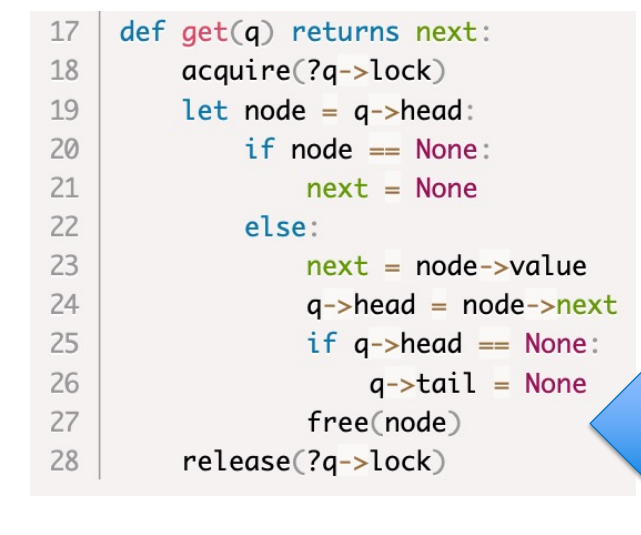 17 def get(q) returns next:
18     acquire(?q->lock)
19     let node = q->head:
20         if node == None:
21             next = None
22         else:
23             next = node->value
24             q->head = node->next
25             if q->head == None:
26                 q->tail = None
27             free(node)
28     release(?q->lock)